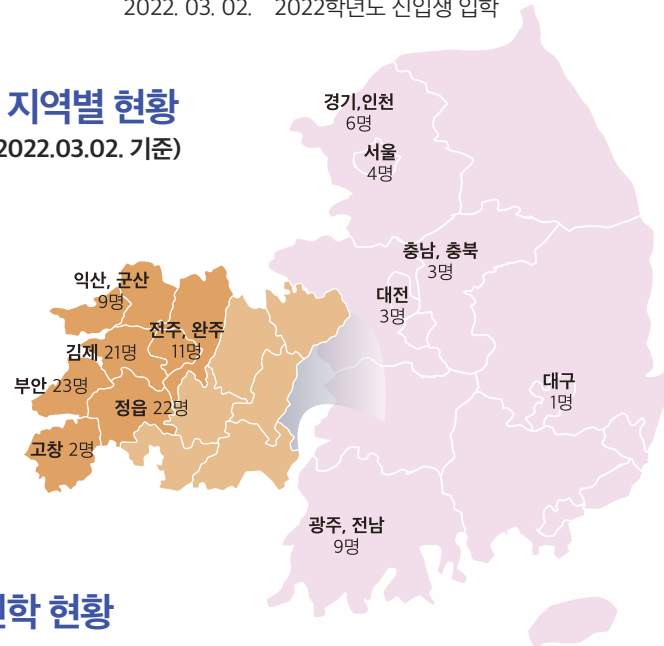 2022. 03. 02. 2022학년도 신입생 입학
지역별 현황
2022.03.02. 기준)
경기,인천
6명
서울
4명
충남, 충북
3명
대전
3명
대구
1명
광주, 전남
9명
익산, 군산
9명
전주, 완주
11명
김제 21명
부안 23명
정읍 22명
고창 2명
현황